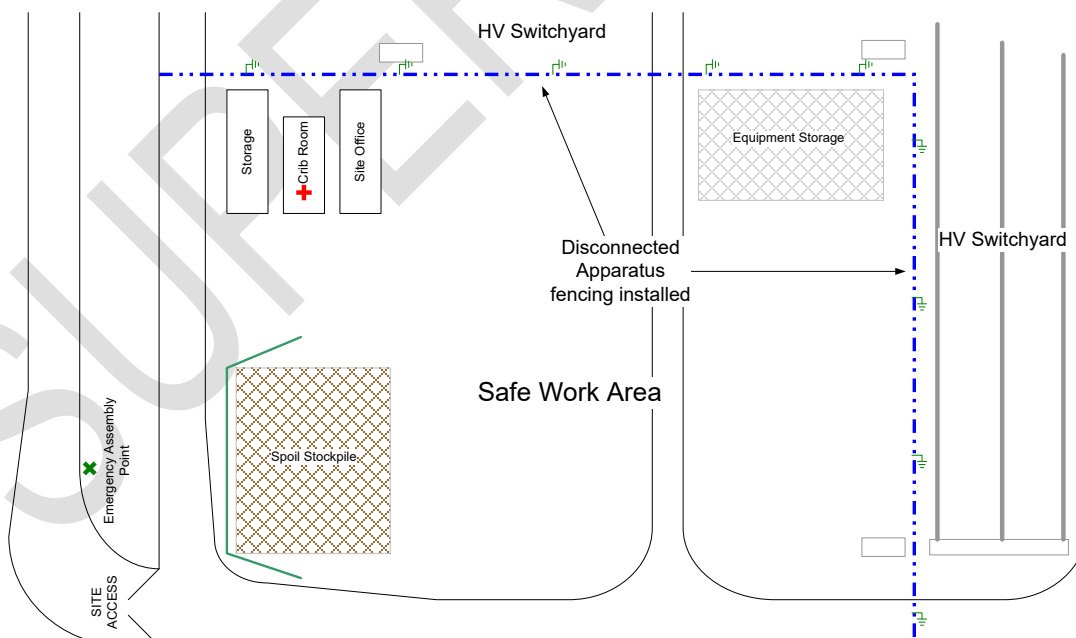 HV Switchyard
Storage
Crib Room
Site Office
Equipment Storage
HV Switchyard
Disconnected
Apparatus
fencing installed
Safe Work Area
Spoil Stockpile
Emergency Assembly
Point
SITE
ACCESS